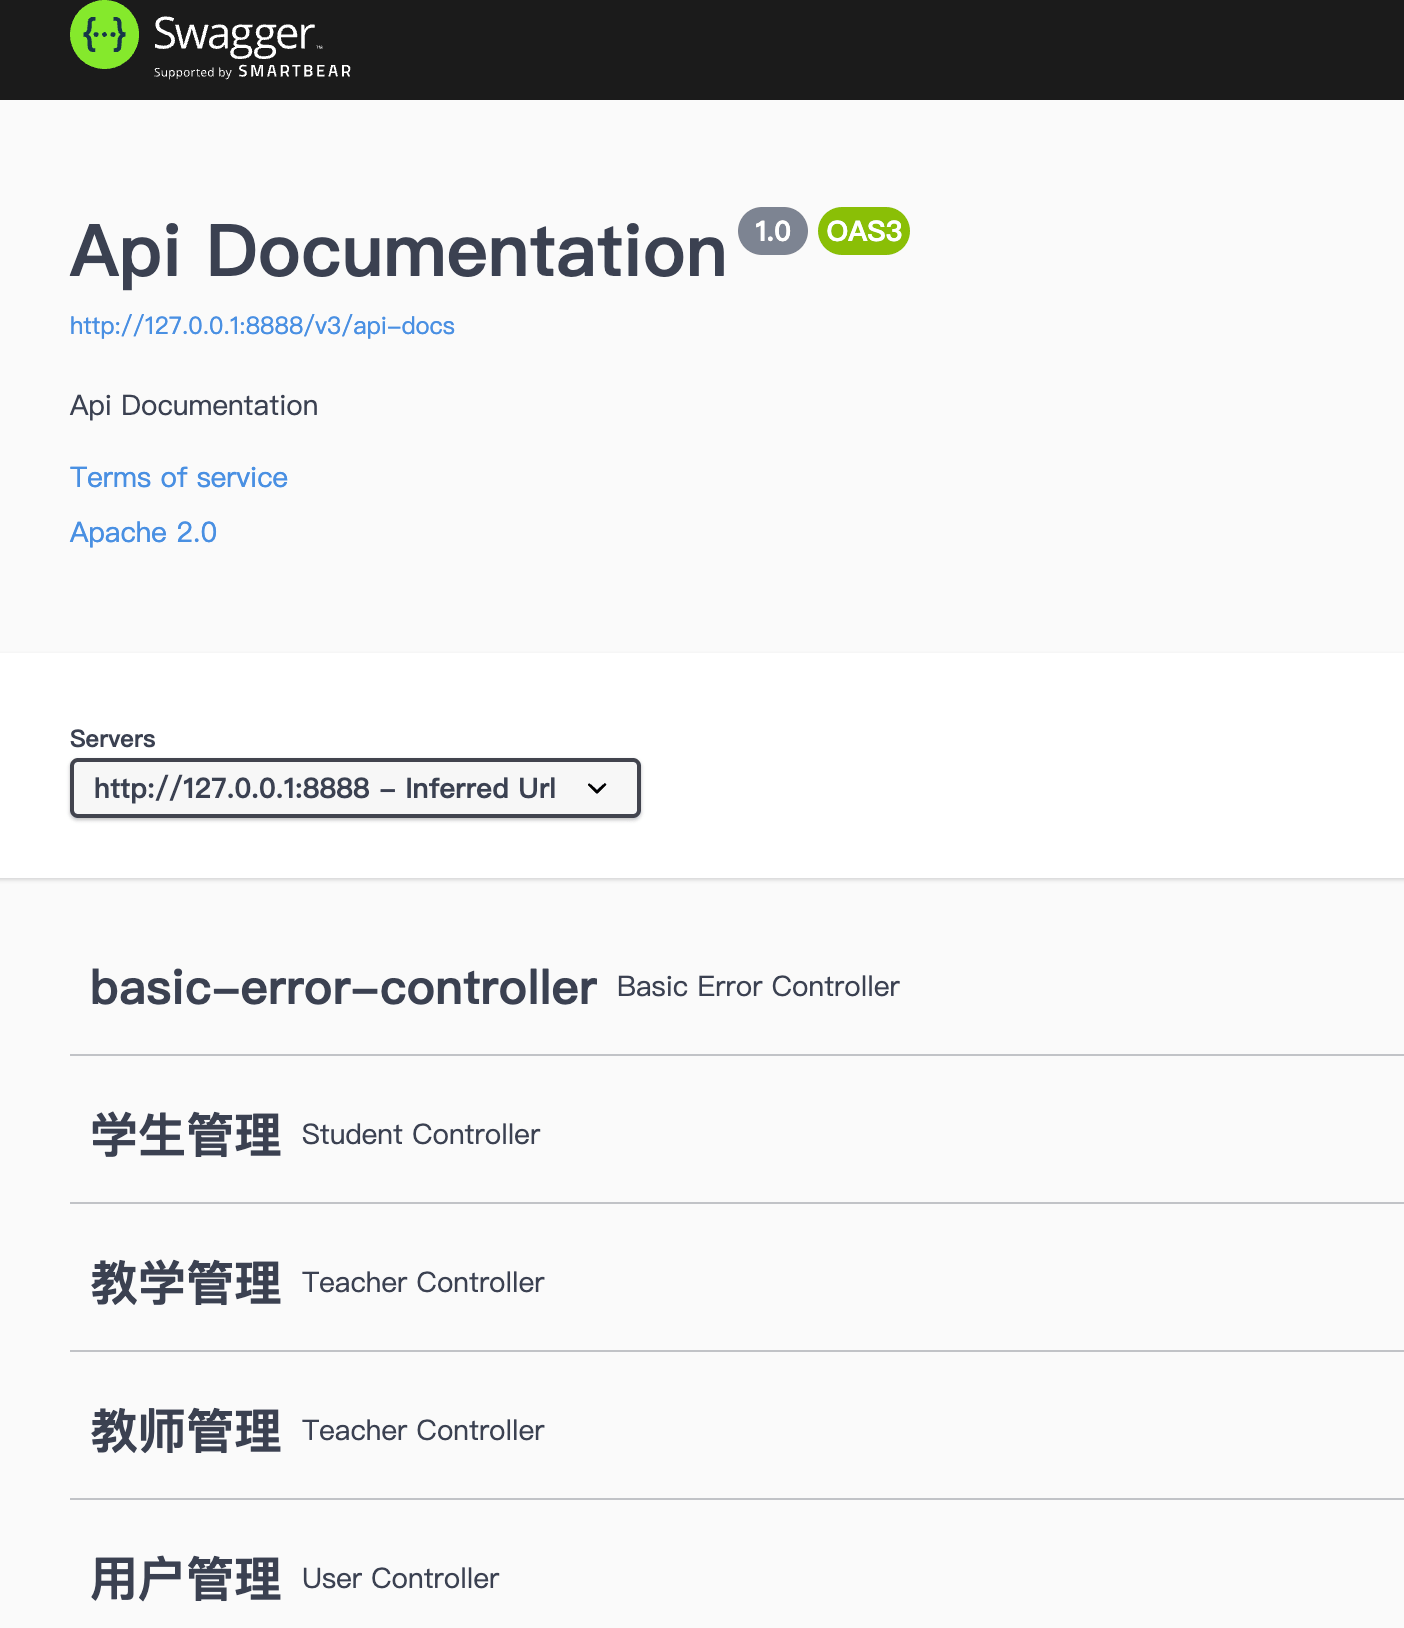 {···} Swagger™
Supported by SMARTBEAR
Api Documentation 1.0 OAS3
http://127.0.0.1:8888/v3/api-docs
Api Documentation
Terms of service
Apache 2.0
Servers
http://127.0.0.1:8888 - Inferred Url
basic-error-controller Basic Error Controller
学生管理 Student Controller
教学管理 Teacher Controller
教师管理 Teacher Controller
用户管理 User Controller